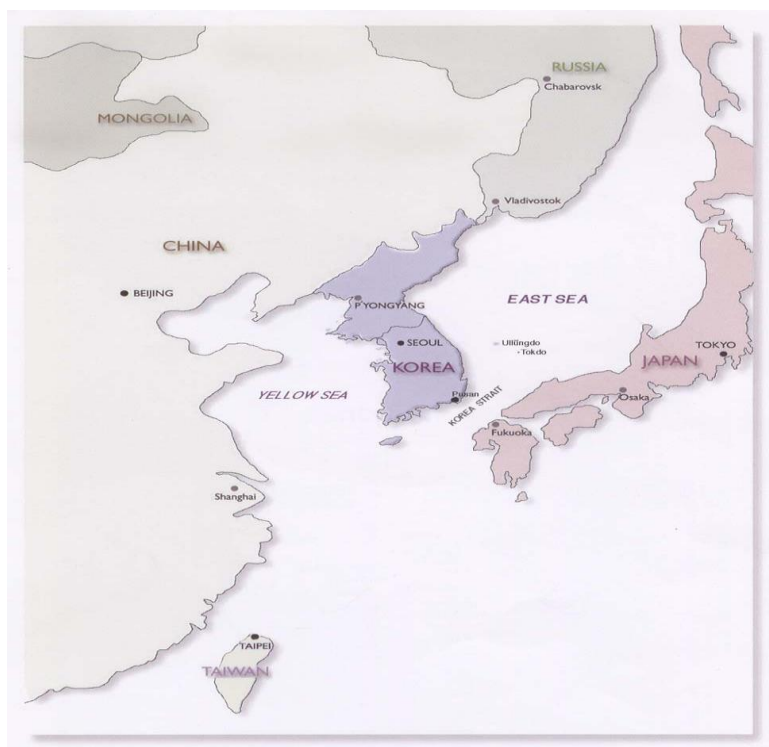 RUSSIA
Chabarovsk
MONGOLIA
Vladivostok
CHINA
BEIJING
P'YONGYANG
EAST SEA
SEOUL
Ullŭngdo
Tokdo
TOKYO
KOREA
JAPAN
YELLOW SEA
Pusan
KOREA STRAIT
Osaka
Fukuoka
Shanghai
TAIPEI
TAIWAN